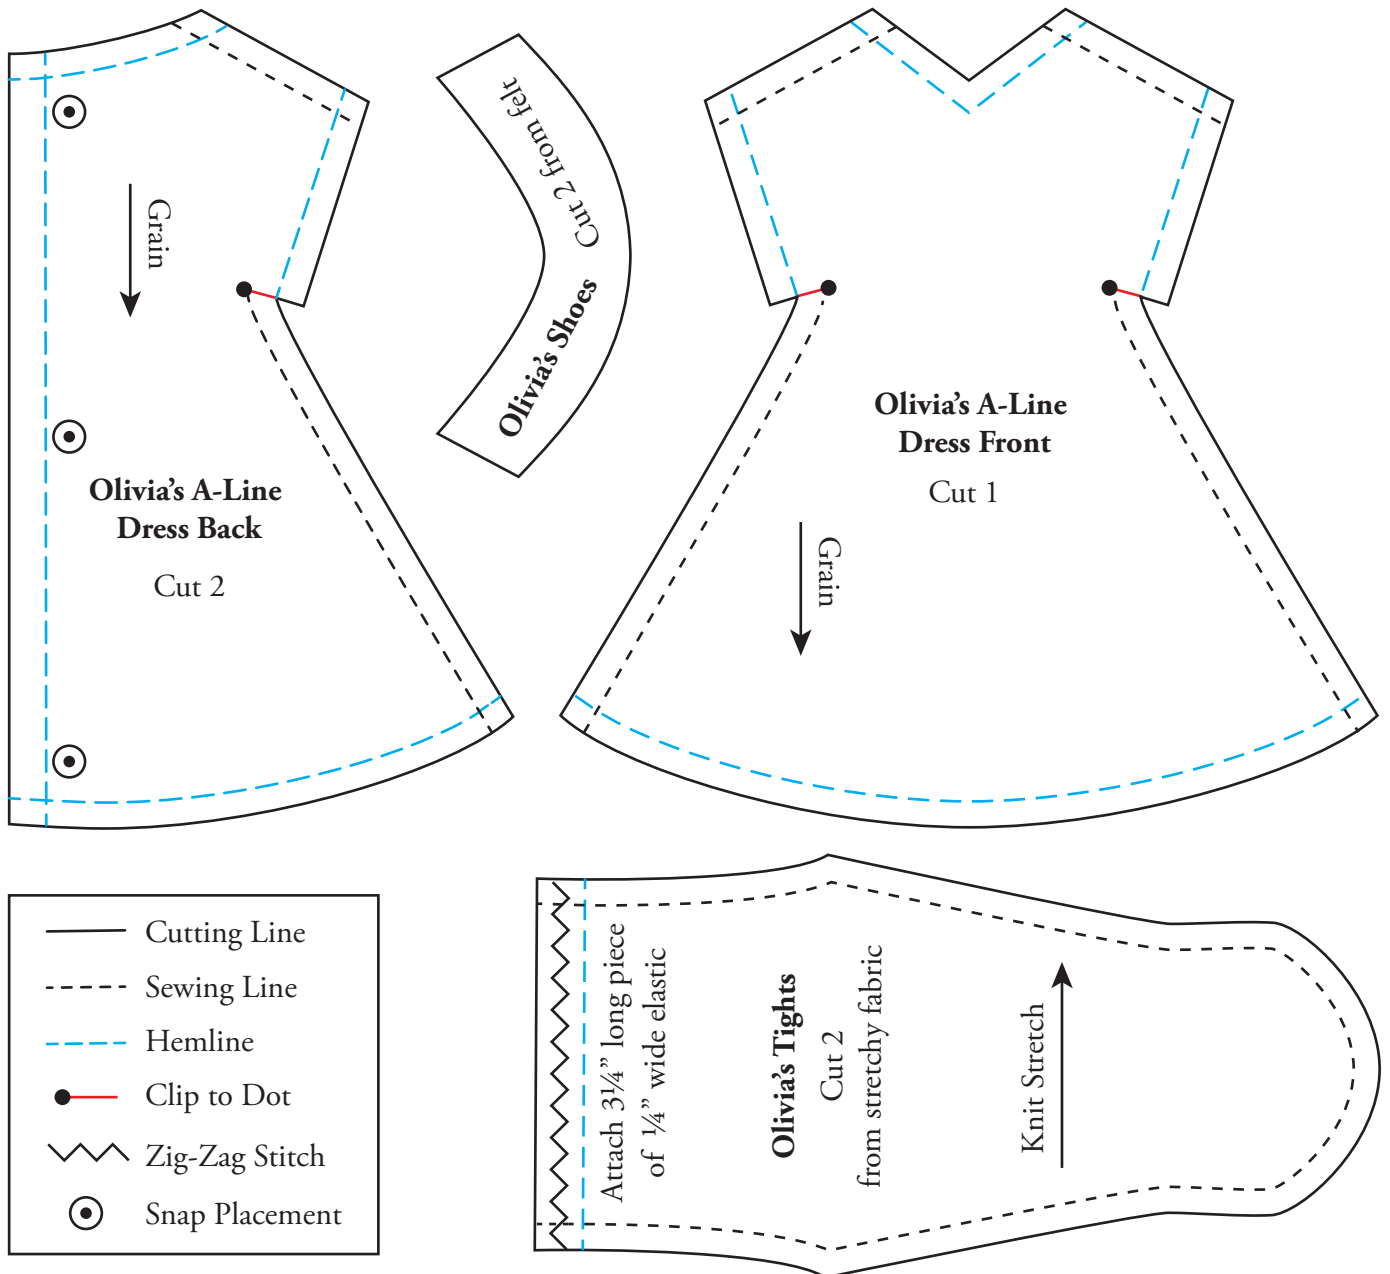 Grain
Olivia’s A-Line
Dress Back
Cut 2
Olivia’s Shoes Cut 2 from felt
Olivia’s A-Line
Dress Front
Cut 1
Grain
Cutting Line
Sewing Line
Hemline
Clip to Dot
Zig-Zag Stitch
Snap Placement
Attach 3¼” long piece
of ¼” wide elastic
Olivia’s Tights
Cut 2
from stretchy fabric
Knit Stretch